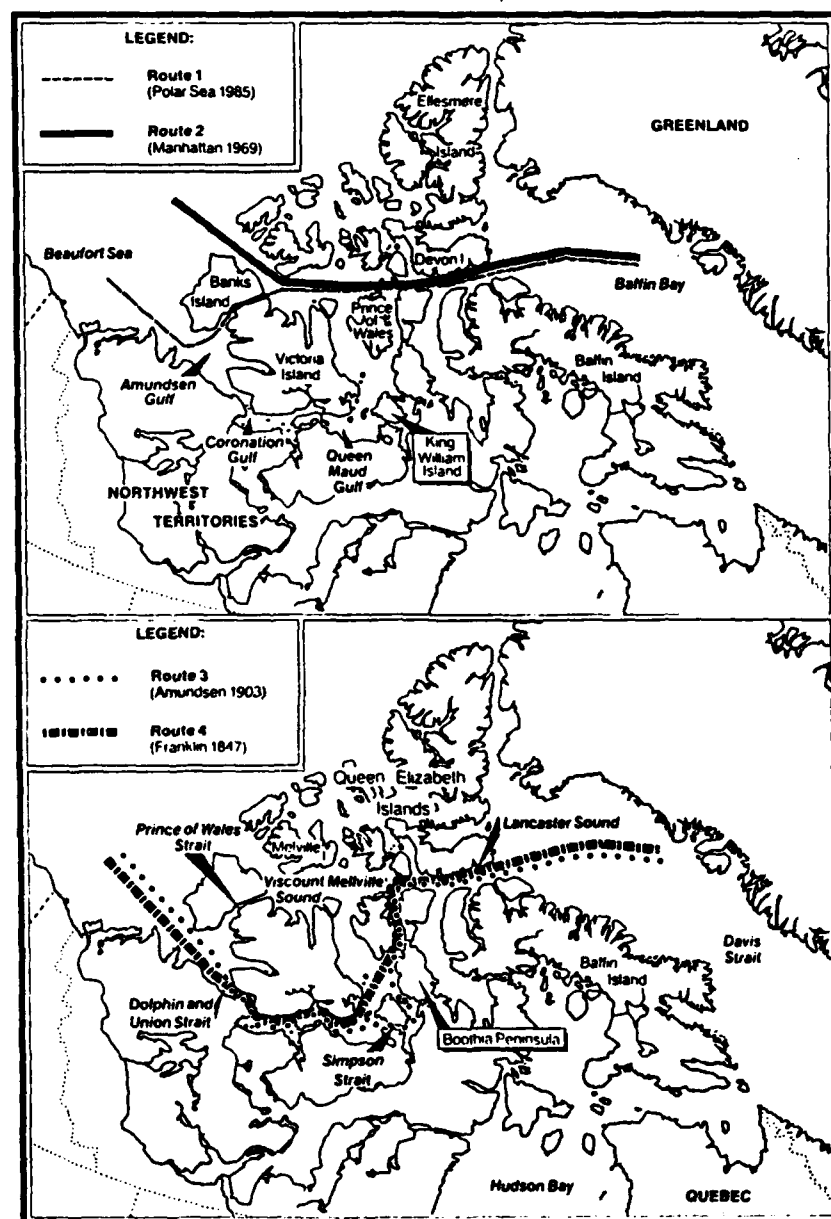 LEGEND:
Route 1
(Polar Sea 1985)
Route 2
(Manhattan 1969)
Ellesmere
Island
GREENLAND
Beaufort Sea
Devon I
Banks
Island
Baffin Bay
Prince
of
Wales
Victoria
Island
Baffin
Island
Amundsen
Gulf
Coronation
Gulf
Queen
Maud
Gulf
King
William
Island
NORTHWEST
TERRITORIES
LEGEND:
Route 3
(Amundsen 1903)
Route 4
(Franklin 1847)
Queen Elizabeth
Islands
Prince of Wales
Strait
Lancaster Sound
Melville
Viscount Mellville
Sound
Davis
Strait
Baffin
Island
Dolphin and
Union Strait
Boothia Peninsula
Simpson
Strait
Hudson Bay
QUEBEC